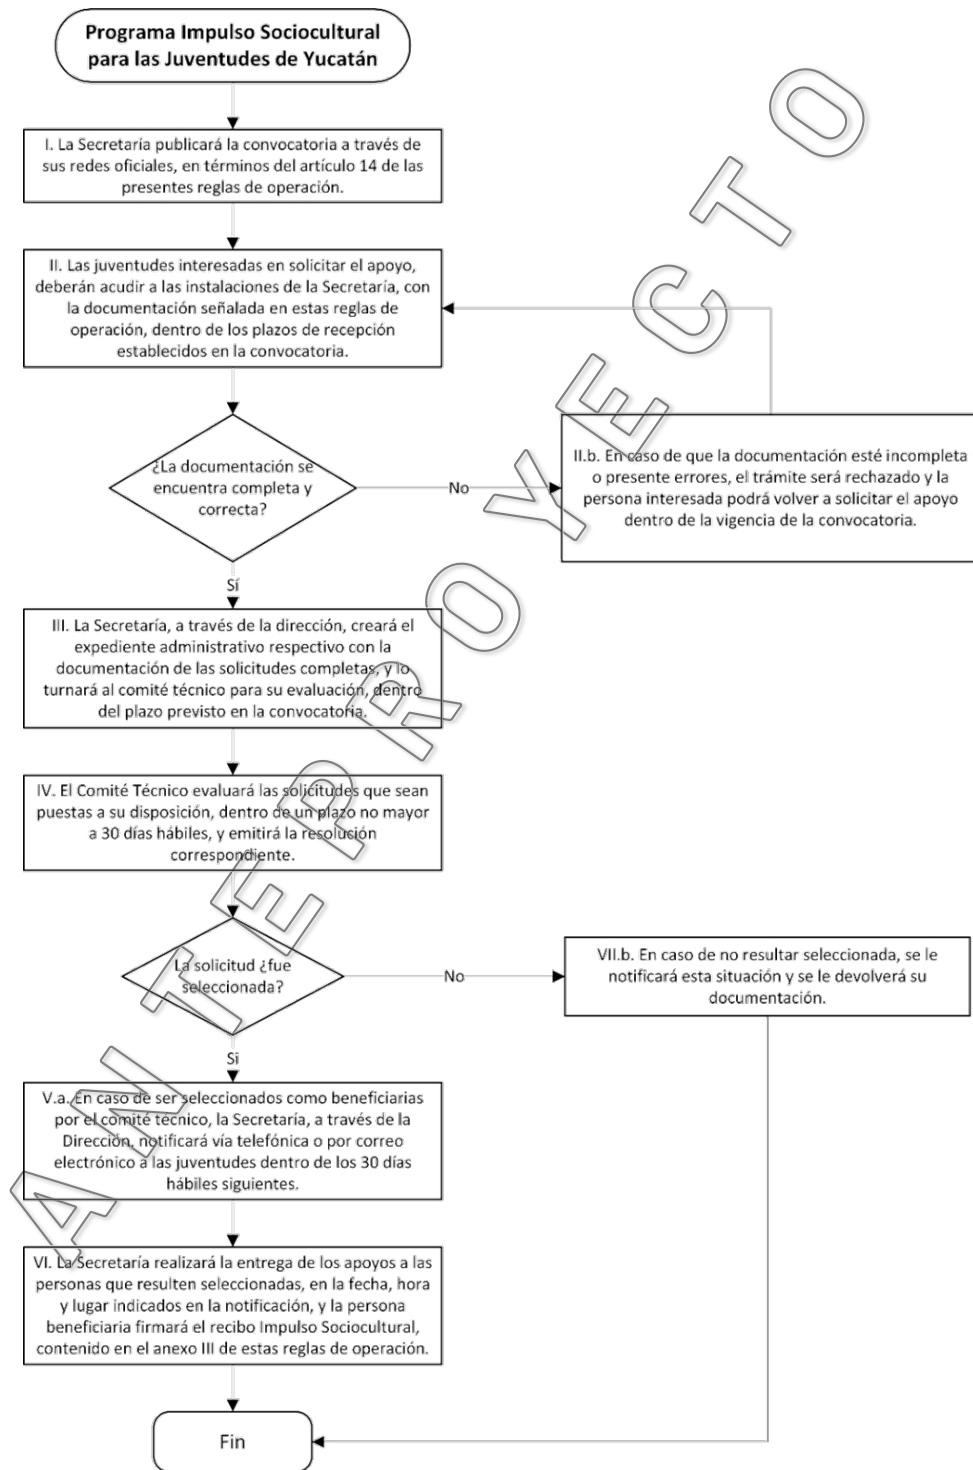 Programa Impulso Sociocultural
para las Juventudes de Yucatán
I. La Secretaría publicará la convocatoria a través de
sus redes oficiales, en términos del artículo 14 de las
presentes reglas de operación.
II. Las juventudes interesadas en solicitar el apoyo,
deberán acudir a las instalaciones de la Secretaría, con
la documentación señalada en estas reglas de
operación, dentro de los plazos de recepción
establecidos en la convocatoria.
¿La documentación se
encuentra completa y
correcta?
No
II.b. En caso de que la documentación esté incompleta
o presente errores, el trámite será rechazado y la
persona interesada podrá volver a solicitar el apoyo
dentro de la vigencia de la convocatoria.
Sí
III. La Secretaría, a través de la dirección, creará el
expediente administrativo respectivo con la
documentación de las solicitudes completas, y lo
turnará al comité técnico para su evaluación, dentro
del plazo previsto en la convocatoria.
IV. El Comité Técnico evaluará las solicitudes que sean
puestas a su disposición, dentro de un plazo no mayor
a 30 días hábiles, y emitirá la resolución
correspondiente.
La solicitud ¿fue
seleccionada?
No
VII.b. En caso de no resultar seleccionada, se le
notificará esta situación y se le devolverá su
documentación.
Si
V.a. En caso de ser seleccionados como beneficiarias
por el comité técnico, la Secretaría, a través de la
Dirección, notificará vía telefónica o por correo
electrónico a las juventudes dentro de los 30 días
hábiles siguientes.
VI. La Secretaría realizará la entrega de los apoyos a las
personas que resulten seleccionadas, en la fecha, hora
y lugar indicados en la notificación, y la persona
beneficiaria firmará el recibo Impulso Sociocultural,
contenido en el anexo III de estas reglas de operación.
Fin
ANTEPROYECTO